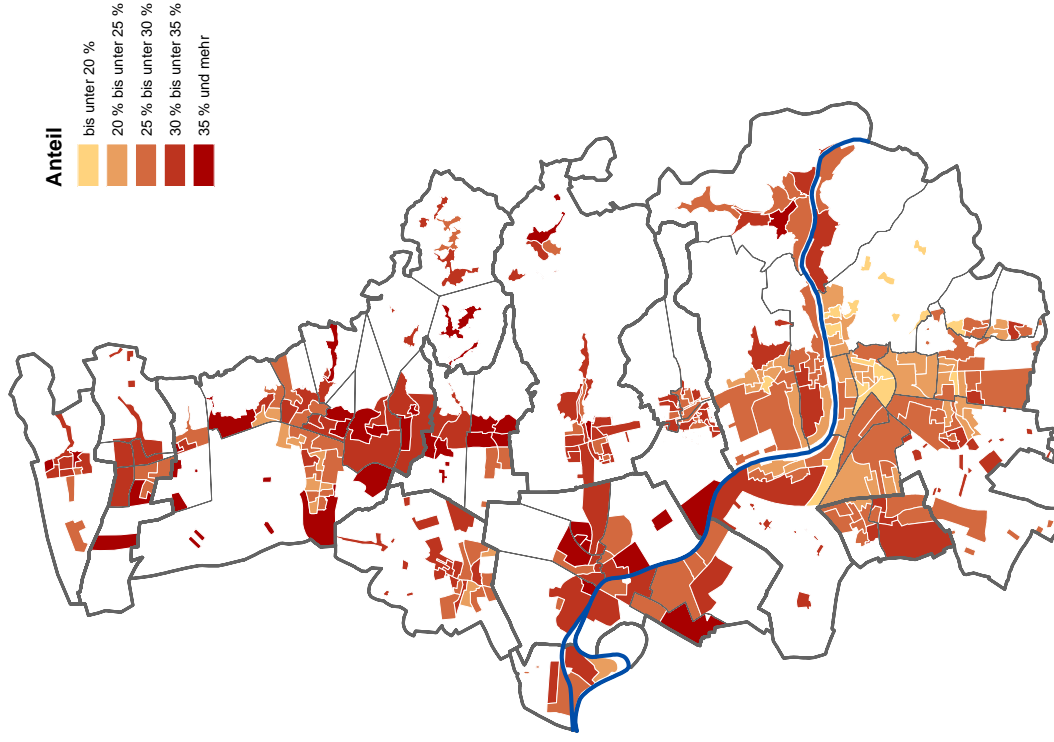 Anteil
bis unter 20 %
20 % bis unter 25 %
25 % bis unter 30 %
30 % bis unter 35 %
35 % und mehr